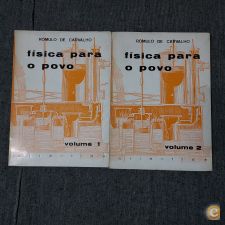 RÓMULO DE CARVALHO
física para
o povo
volume 1
RÓMULO DE CARVALHO
física para
o povo
volume 2